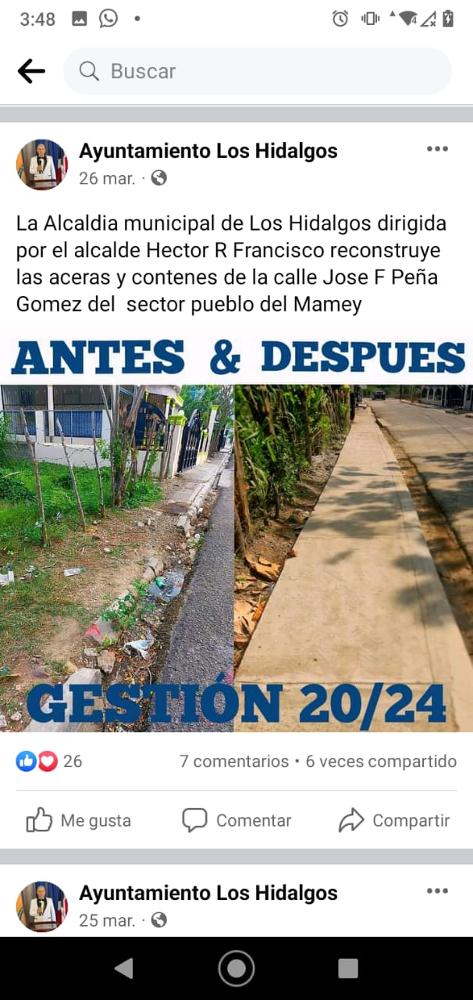 3:48
Buscar
Ayuntamiento Los Hidalgos
26 mar. ·
La Alcaldia municipal de Los Hidalgos dirigida
por el alcalde Hector R Francisco reconstruye
las aceras y contenes de la calle Jose F Peña
Gomez del  sector pueblo del Mamey
ANTES & DESPUES
GESTIÓN 20/24
26
7 comentarios • 6 veces compartido
Me gusta
Comentar
Compartir
Ayuntamiento Los Hidalgos
25 mar. ·